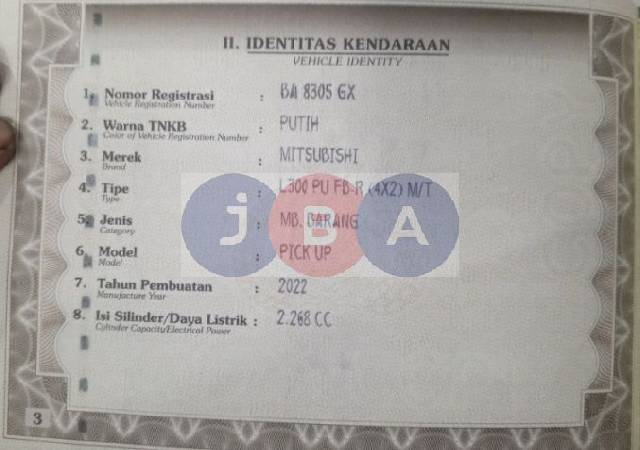 II. IDENTITAS KENDARAAN
VEHICLE IDENTITY
1. Nomor Registrasi : BA 8305 GX
Vehicle Registration Number
2. Warna TNKB : PUTIH
Color of Vehicle Registration Number
3. Merek : MITSUBISHI
Brand
4. Tipe : L300 PU FB-R (4X2) M/T
Type
5. Jenis : MB. BARANG
Category
6. Model : PICK UP
Model
7. Tahun Pembuatan : 2022
Manufacture Year
8. Isi Silinder/Daya Listrik : 2.268 CC
Cylinder Capacity/Electrical Power
JBA
3